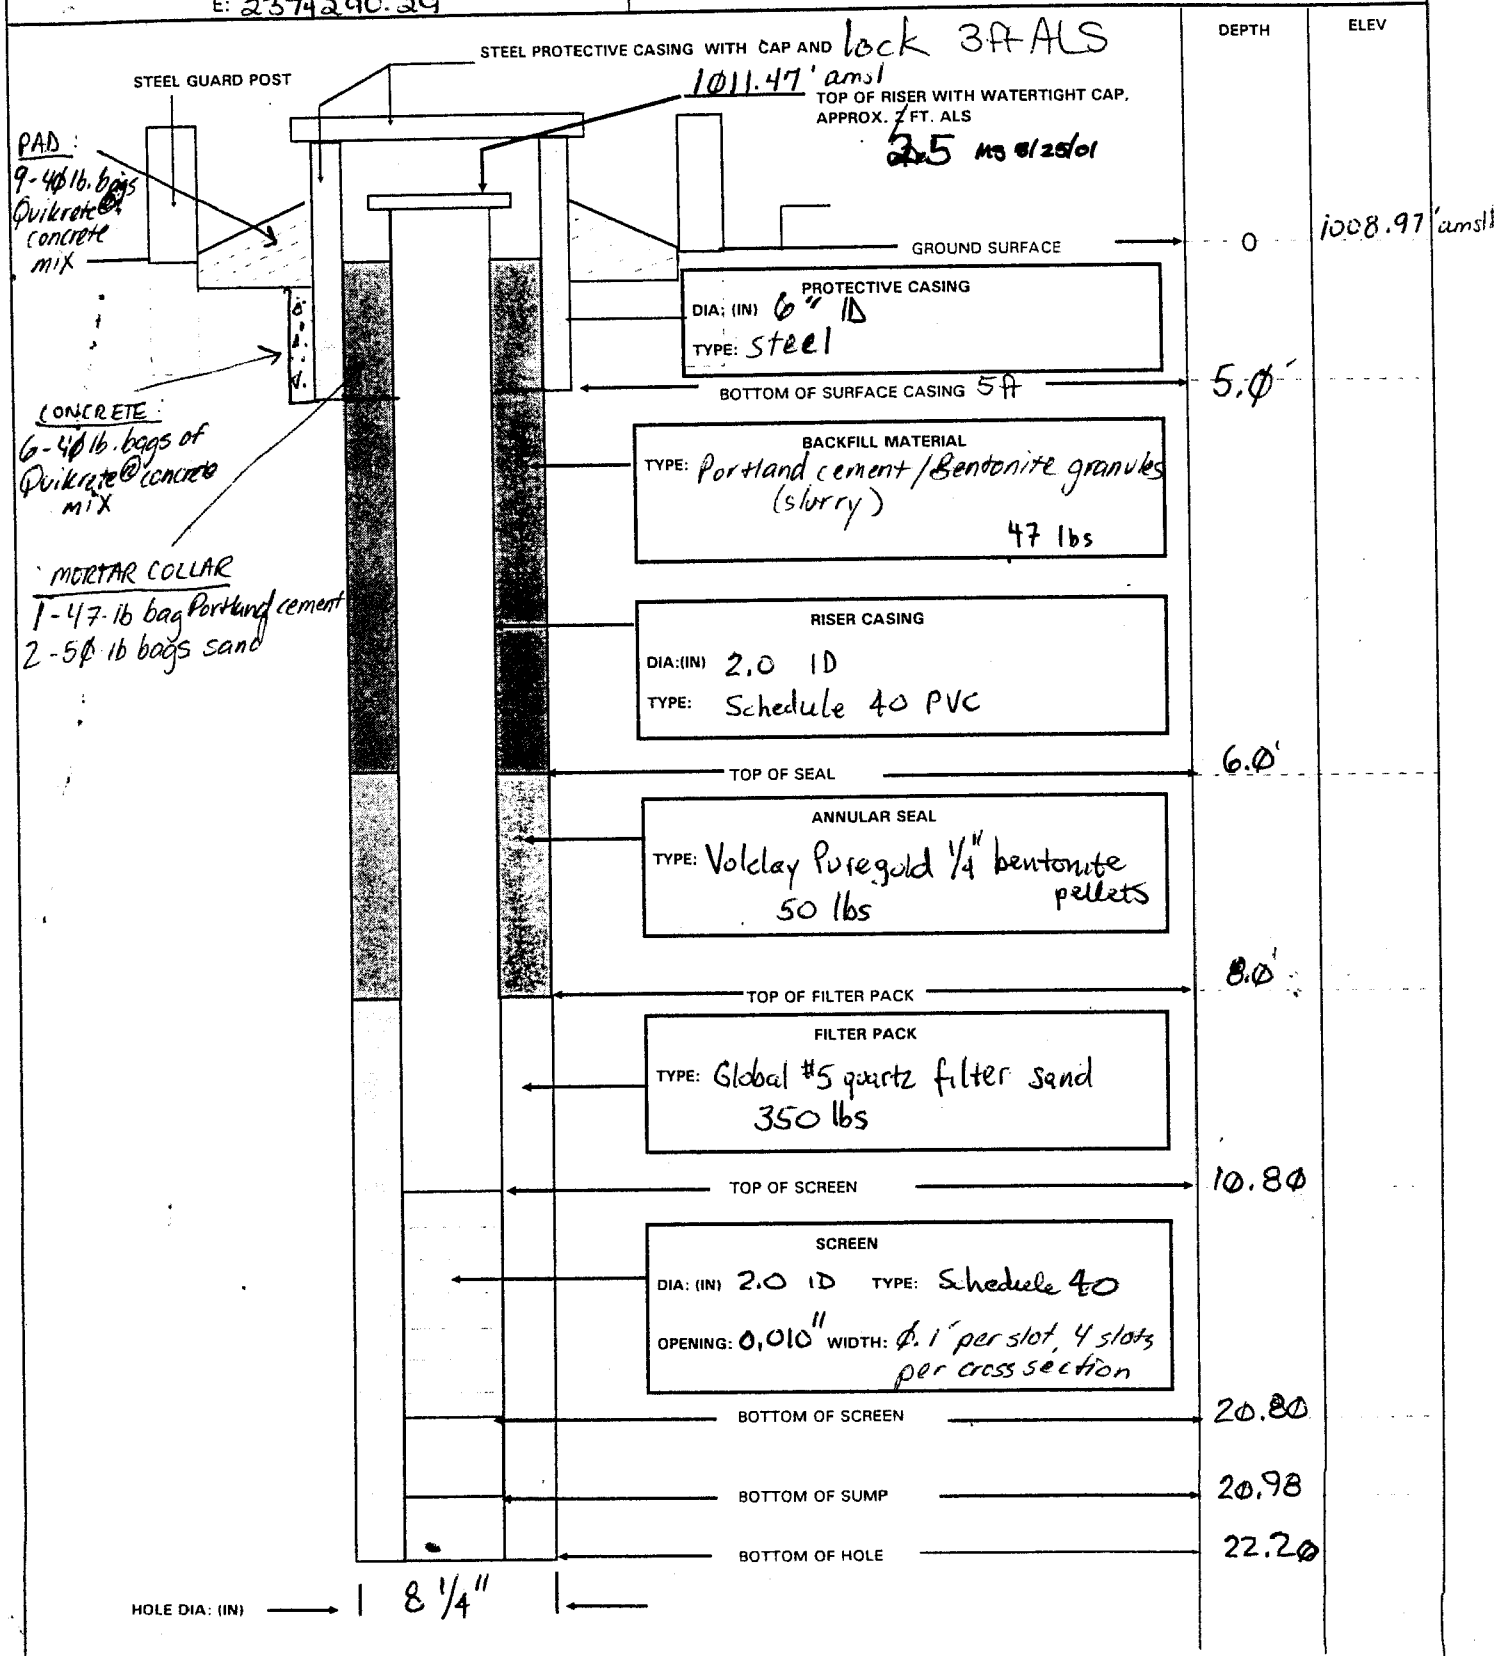 E: 2374290.29
DEPTH ELEV
STEEL PROTECTIVE CASING WITH CAP AND lock 3ft ALS
STEEL GUARD POST
1011.47' amsl
TOP OF RISER WITH WATERTIGHT CAP,
APPROX. 2 FT. ALS
2.5 MS 8/25/01
PAD:
9-40 lb. bags
Quikrete®
concrete
mix
GROUND SURFACE 0 1008.97' amsl
PROTECTIVE CASING
DIA: (IN) 6" ID
TYPE: steel
BOTTOM OF SURFACE CASING 5 ft 5.0'
CONCRETE:
6-40 lb. bags of
Quikrete® concrete
mix
BACKFILL MATERIAL
TYPE: Portland cement/Bentonite granules
(slurry)
47 lbs
MORTAR COLLAR
1-47-lb bag Portland cement
2-50-lb bags sand
RISER CASING
DIA:(IN) 2.0 ID
TYPE: Schedule 40 PVC
TOP OF SEAL 6.0'
ANNULAR SEAL
TYPE: Volclay Puregold 1/4" bentonite
pellets
50 lbs
TOP OF FILTER PACK 8.0'
FILTER PACK
TYPE: Global #5 quartz filter sand
350 lbs
TOP OF SCREEN 10.80
SCREEN
DIA: (IN) 2.0 ID TYPE: Schedule 40
OPENING: 0.010" WIDTH: 0.1' per slot, 4 slots
per cross section
BOTTOM OF SCREEN 20.80
BOTTOM OF SUMP 20.98
BOTTOM OF HOLE 22.20
HOLE DIA: (IN) 8 1/4"